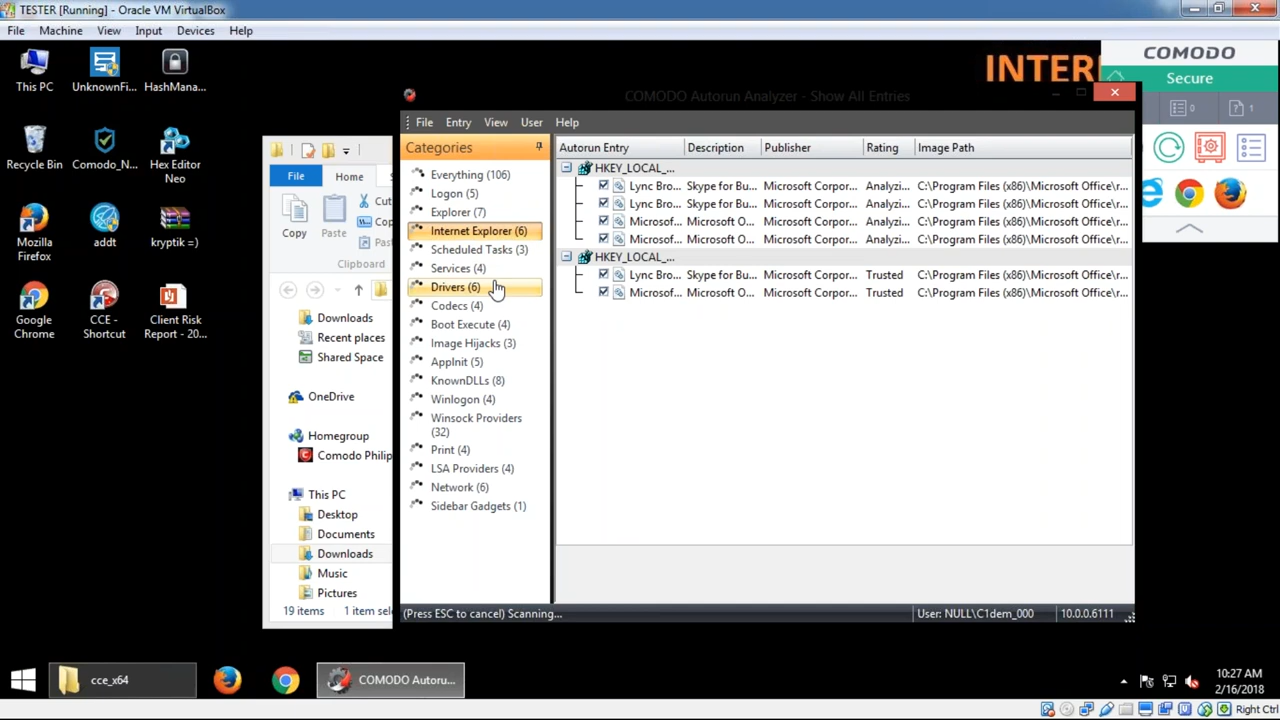 TESTER [Running] - Oracle VM VirtualBox
File Machine View Input Devices Help
This PC
UnknownFi...
HashMana...
Recycle Bin
Comodo_N...
Hex Editor
Neo
Mozilla
Firefox
addt
kryptik =)
Google
Chrome
CCE -
Shortcut
Client Risk
Report - 20...
File Home
Copy
Paste
Clipboard
Downloads
Recent places
Shared Space
OneDrive
Homegroup
Comodo Philip
This PC
Desktop
Documents
Downloads
Music
Pictures
19 items 1 item sel
COMODO Autorun Analyzer - Show All Entries
File Entry View User Help
Categories
Everything (106)
Logon (5)
Explorer (7)
Internet Explorer (6)
Scheduled Tasks (3)
Services (4)
Drivers (6)
Codecs (4)
Boot Execute (4)
Image Hijacks (3)
AppInit (5)
KnownDLLs (8)
Winlogon (4)
Winsock Providers
(32)
Print (4)
LSA Providers (4)
Network (6)
Sidebar Gadgets (1)
Autorun Entry Description Publisher Rating Image Path
HKEY_LOCAL_...
Lync Bro... Skype for Bu... Microsoft Corpor... Analyzi... C:\Program Files (x86)\Microsoft Office\r...
Lync Bro... Skype for Bu... Microsoft Corpor... Analyzi... C:\Program Files (x86)\Microsoft Office\r...
Microsof... Microsoft O... Microsoft Corpor... Analyzi... C:\Program Files (x86)\Microsoft Office\r...
Microsof... Microsoft O... Microsoft Corpor... Analyzi... C:\Program Files (x86)\Microsoft Office\r...
HKEY_LOCAL_...
Lync Bro... Skype for Bu... Microsoft Corpor... Trusted C:\Program Files (x86)\Microsoft Office\r...
Microsof... Microsoft O... Microsoft Corpor... Trusted C:\Program Files (x86)\Microsoft Office\r...
(Press ESC to cancel) Scanning... User: NULL\C1dem_000 10.0.0.6111
INTER
COMODO
Secure
0 1
cce_x64
COMODO Autoru...
10:27 AM
2/16/2018
Right Ctrl